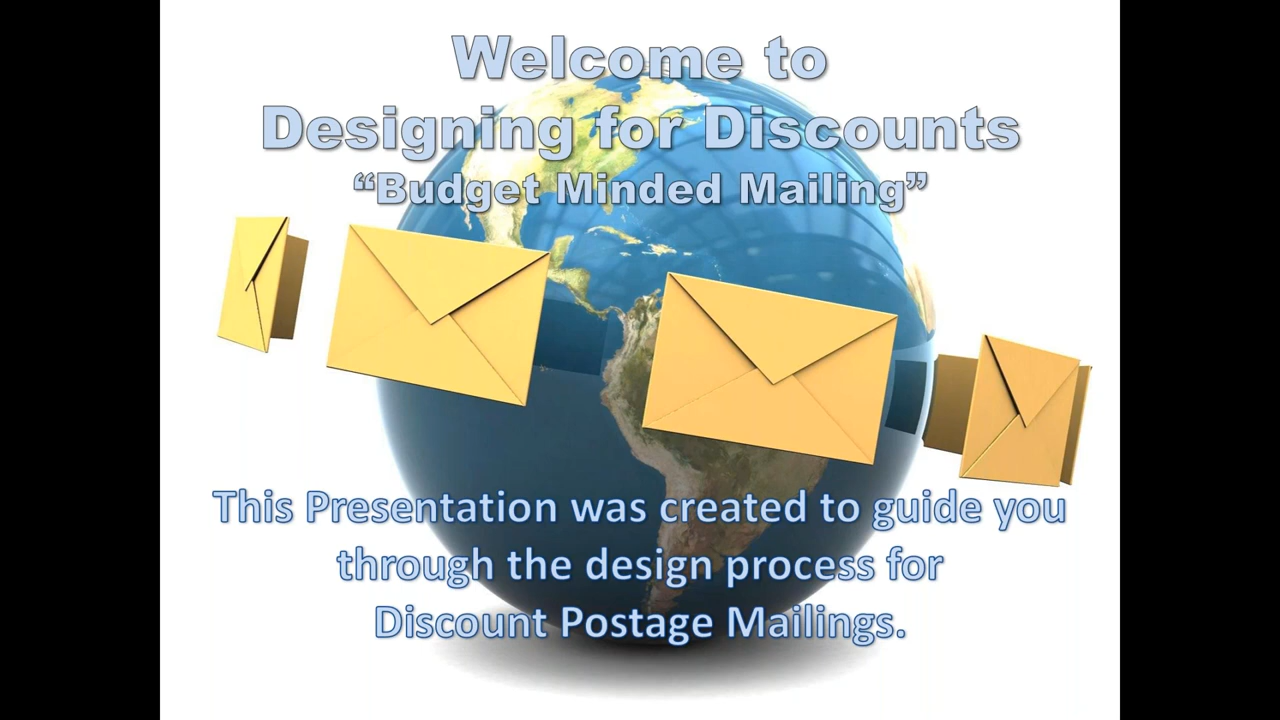 Welcome to
Designing for Discounts
“Budget Minded Mailing”
This Presentation was created to guide you
through the design process for
Discount Postage Mailings.